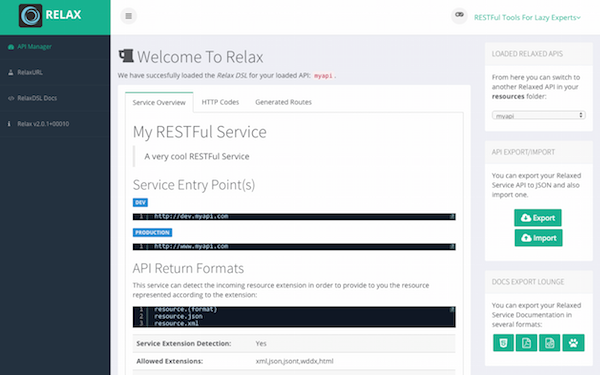 RELAX
RESTFul Tools For Lazy Experts
API Manager
RelaxURL
RelaxDSL Docs
Relax v2.0.1+00010
Welcome To Relax
We have succesfully loaded the Relax DSL for your loaded API: myapi.
Service Overview
HTTP Codes
Generated Routes
My RESTFul Service
A very cool RESTFul Service
Service Entry Point(s)
DEV
1 http://dev.myapi.com
PRODUCTION
1 http://www.myapi.com
API Return Formats
This service can detect the incoming resource extension in order to provide to you the resource
represented according to the extension:
1 resource.{format}
2 resource.json
3 resource.xml
Service Extension Detection: Yes
Allowed Extensions: xml,json,jsont,wddx,html
LOADED RELAXED APIS
From here you can switch
to another Relaxed API in your
resources folder:
myapi
API EXPORT/IMPORT
You can export your Relaxed
Service API to JSON and also
import one.
Export
Import
DOCS EXPORT LOUNGE
You can export your Relaxed
Service Documentation in
several formats: